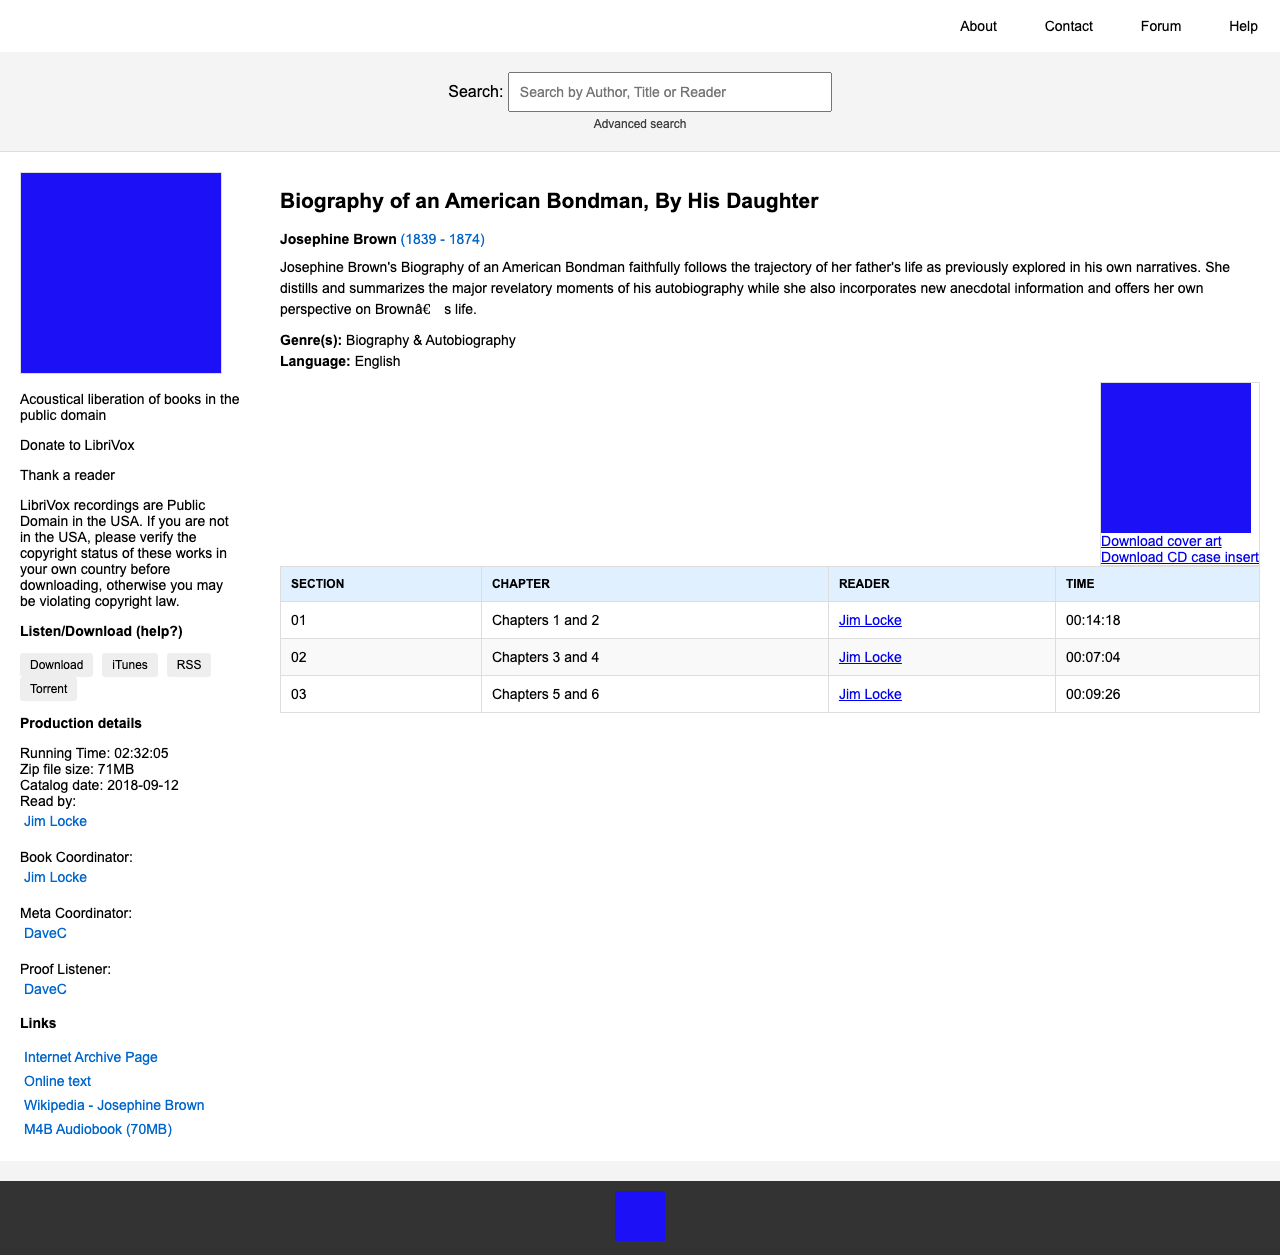 About Contact Forum Help
Search: Search by Author, Title or Reader
Advanced search
Acoustical liberation of books in the
public domain
Donate to LibriVox
Thank a reader
LibriVox recordings are Public
Domain in the USA. If you are not
in the USA, please verify the
copyright status of these works in
your own country before
downloading, otherwise you may
be violating copyright law.
Listen/Download (help?)
Download iTunes RSS
Torrent
Production details
Running Time: 02:32:05
Zip file size: 71MB
Catalog date: 2018-09-12
Read by:
Jim Locke
Book Coordinator:
Jim Locke
Meta Coordinator:
DaveC
Proof Listener:
DaveC
Links
Internet Archive Page
Online text
Wikipedia - Josephine Brown
M4B Audiobook (70MB)
Biography of an American Bondman, By His Daughter
Josephine Brown (1839 - 1874)
Josephine Brown's Biography of an American Bondman faithfully follows the trajectory of her father's life as previously explored in his own narratives. She
distills and summarizes the major revelatory moments of his autobiography while she also incorporates new anecdotal information and offers her own
perspective on Brownâ€ s life.
Genre(s): Biography & Autobiography
Language: English
Download cover art
Download CD case insert
SECTION CHAPTER READER TIME
01 Chapters 1 and 2 Jim Locke 00:14:18
02 Chapters 3 and 4 Jim Locke 00:07:04
03 Chapters 5 and 6 Jim Locke 00:09:26